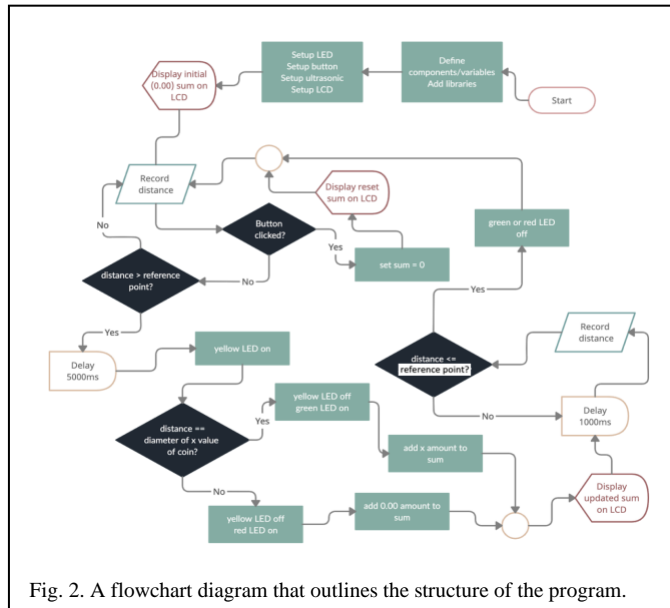 Start
Define
components/variables
Add libraries
Setup LED
Setup button
Setup ultrasonic
Setup LCD
Display initial
(0.00) sum on
LCD
Record
distance
Button
clicked?
Yes
set sum = 0
Display reset
sum on LCD
No
distance > reference
point?
No
Yes
Delay
5000ms
yellow LED on
distance ==
diameter of x value
of coin?
Yes
yellow LED off
green LED on
add x amount to
sum
No
yellow LED off
red LED on
add 0.00 amount to
sum
Display
updated sum
on LCD
Delay
1000ms
Record
distance
distance <=
reference point?
No
Yes
green or red LED
off
Fig. 2. A flowchart diagram that outlines the structure of the program.